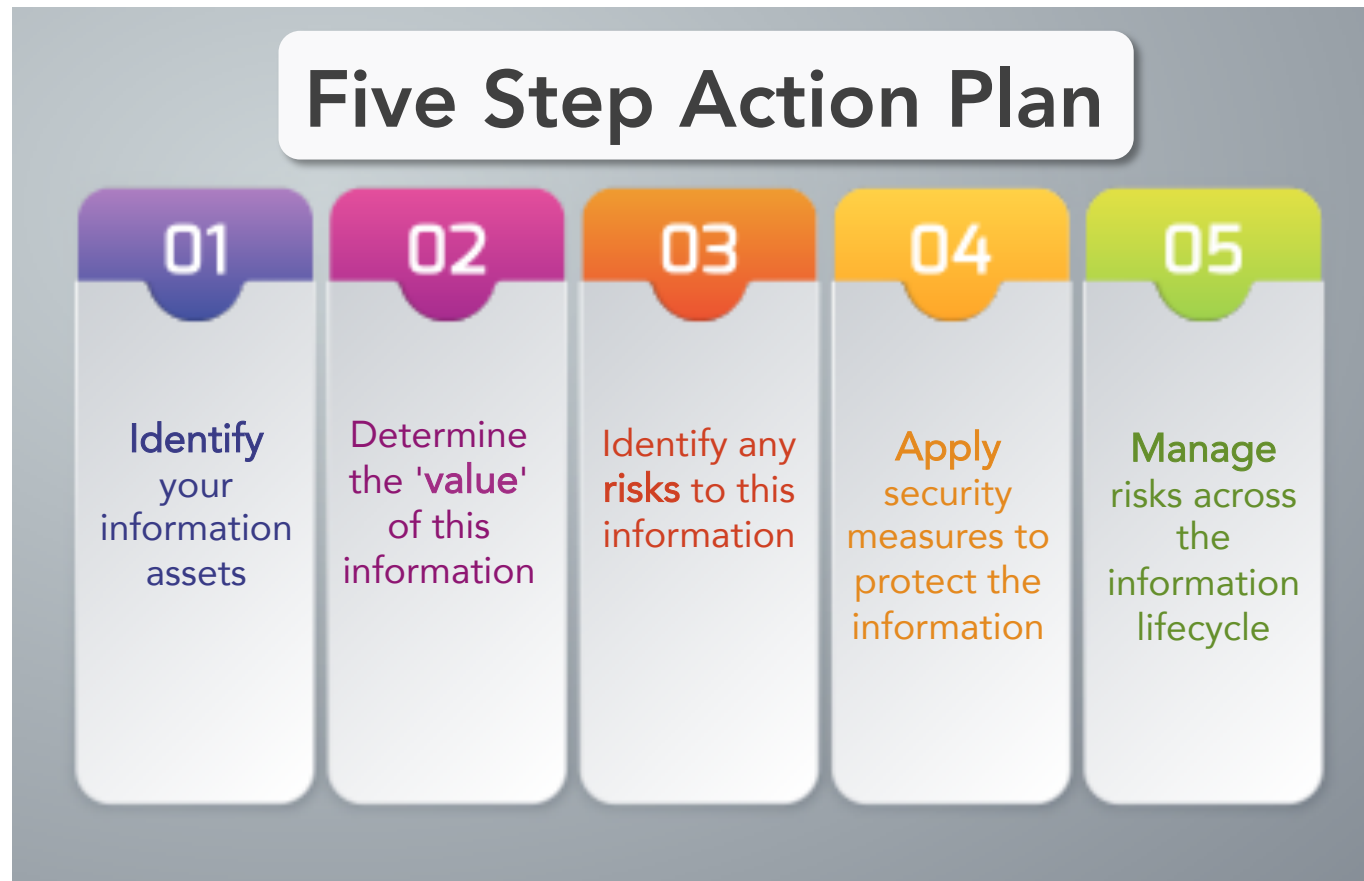 Five Step Action Plan
01
Identify
your
information
assets
02
Determine
the 'value'
of this
information
03
Identify any
risks to this
information
04
Apply
security
measures to
protect the
information
05
Manage
risks across
the
information
lifecycle